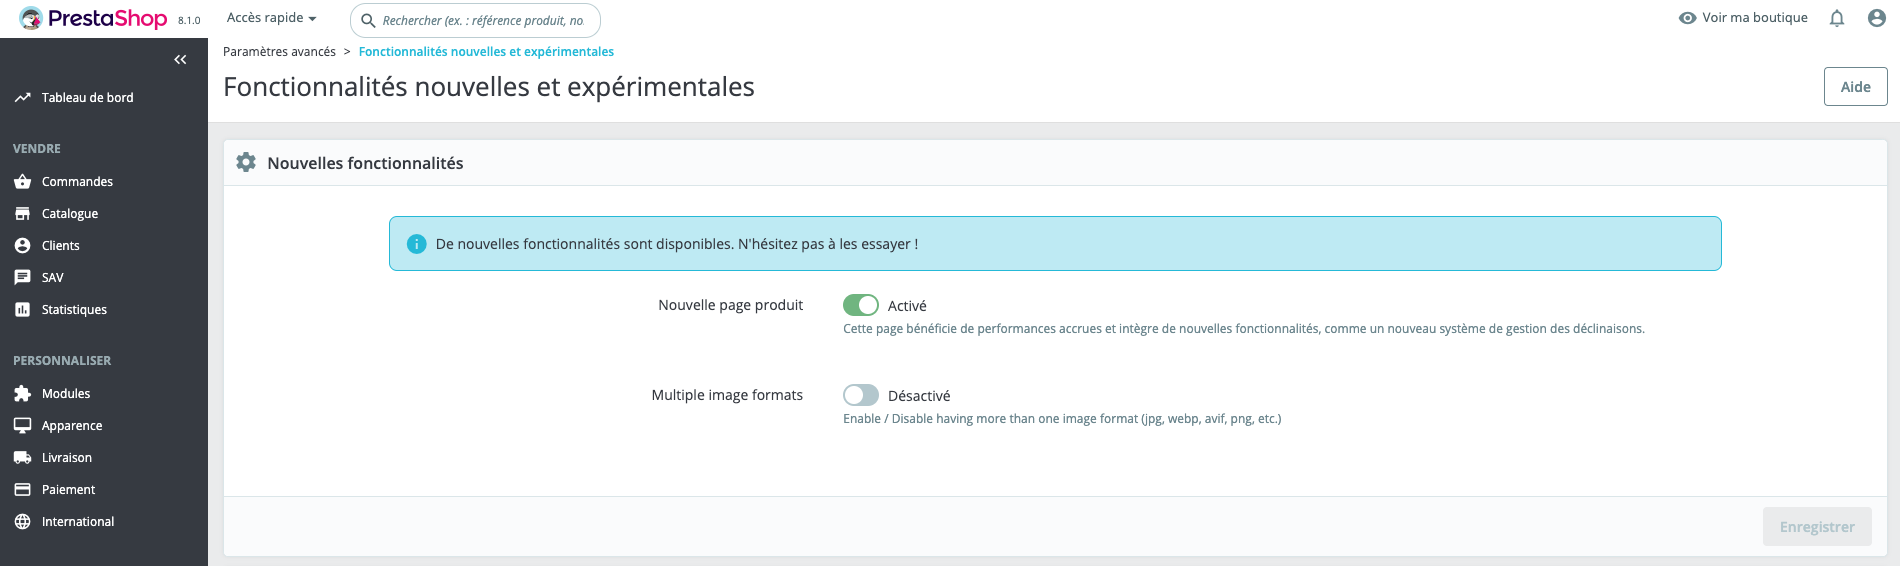 PrestaShop 8.1.0 Accès rapide Rechercher (ex. : référence produit, no. Voir ma boutique
Paramètres avancés > Fonctionnalités nouvelles et expérimentales
Fonctionnalités nouvelles et expérimentales
Aide
Tableau de bord
VENDRE
Commandes
Catalogue
Clients
SAV
Statistiques
PERSONNALISER
Modules
Apparence
Livraison
Paiement
International
Nouvelles fonctionnalités
De nouvelles fonctionnalités sont disponibles. N'hésitez pas à les essayer !
Nouvelle page produit Activé
Cette page bénéficie de performances accrues et intègre de nouvelles fonctionnalités, comme un nouveau système de gestion des déclinaisons.
Multiple image formats Désactivé
Enable / Disable having more than one image format (jpg, webp, avif, png, etc.)
Enregistrer